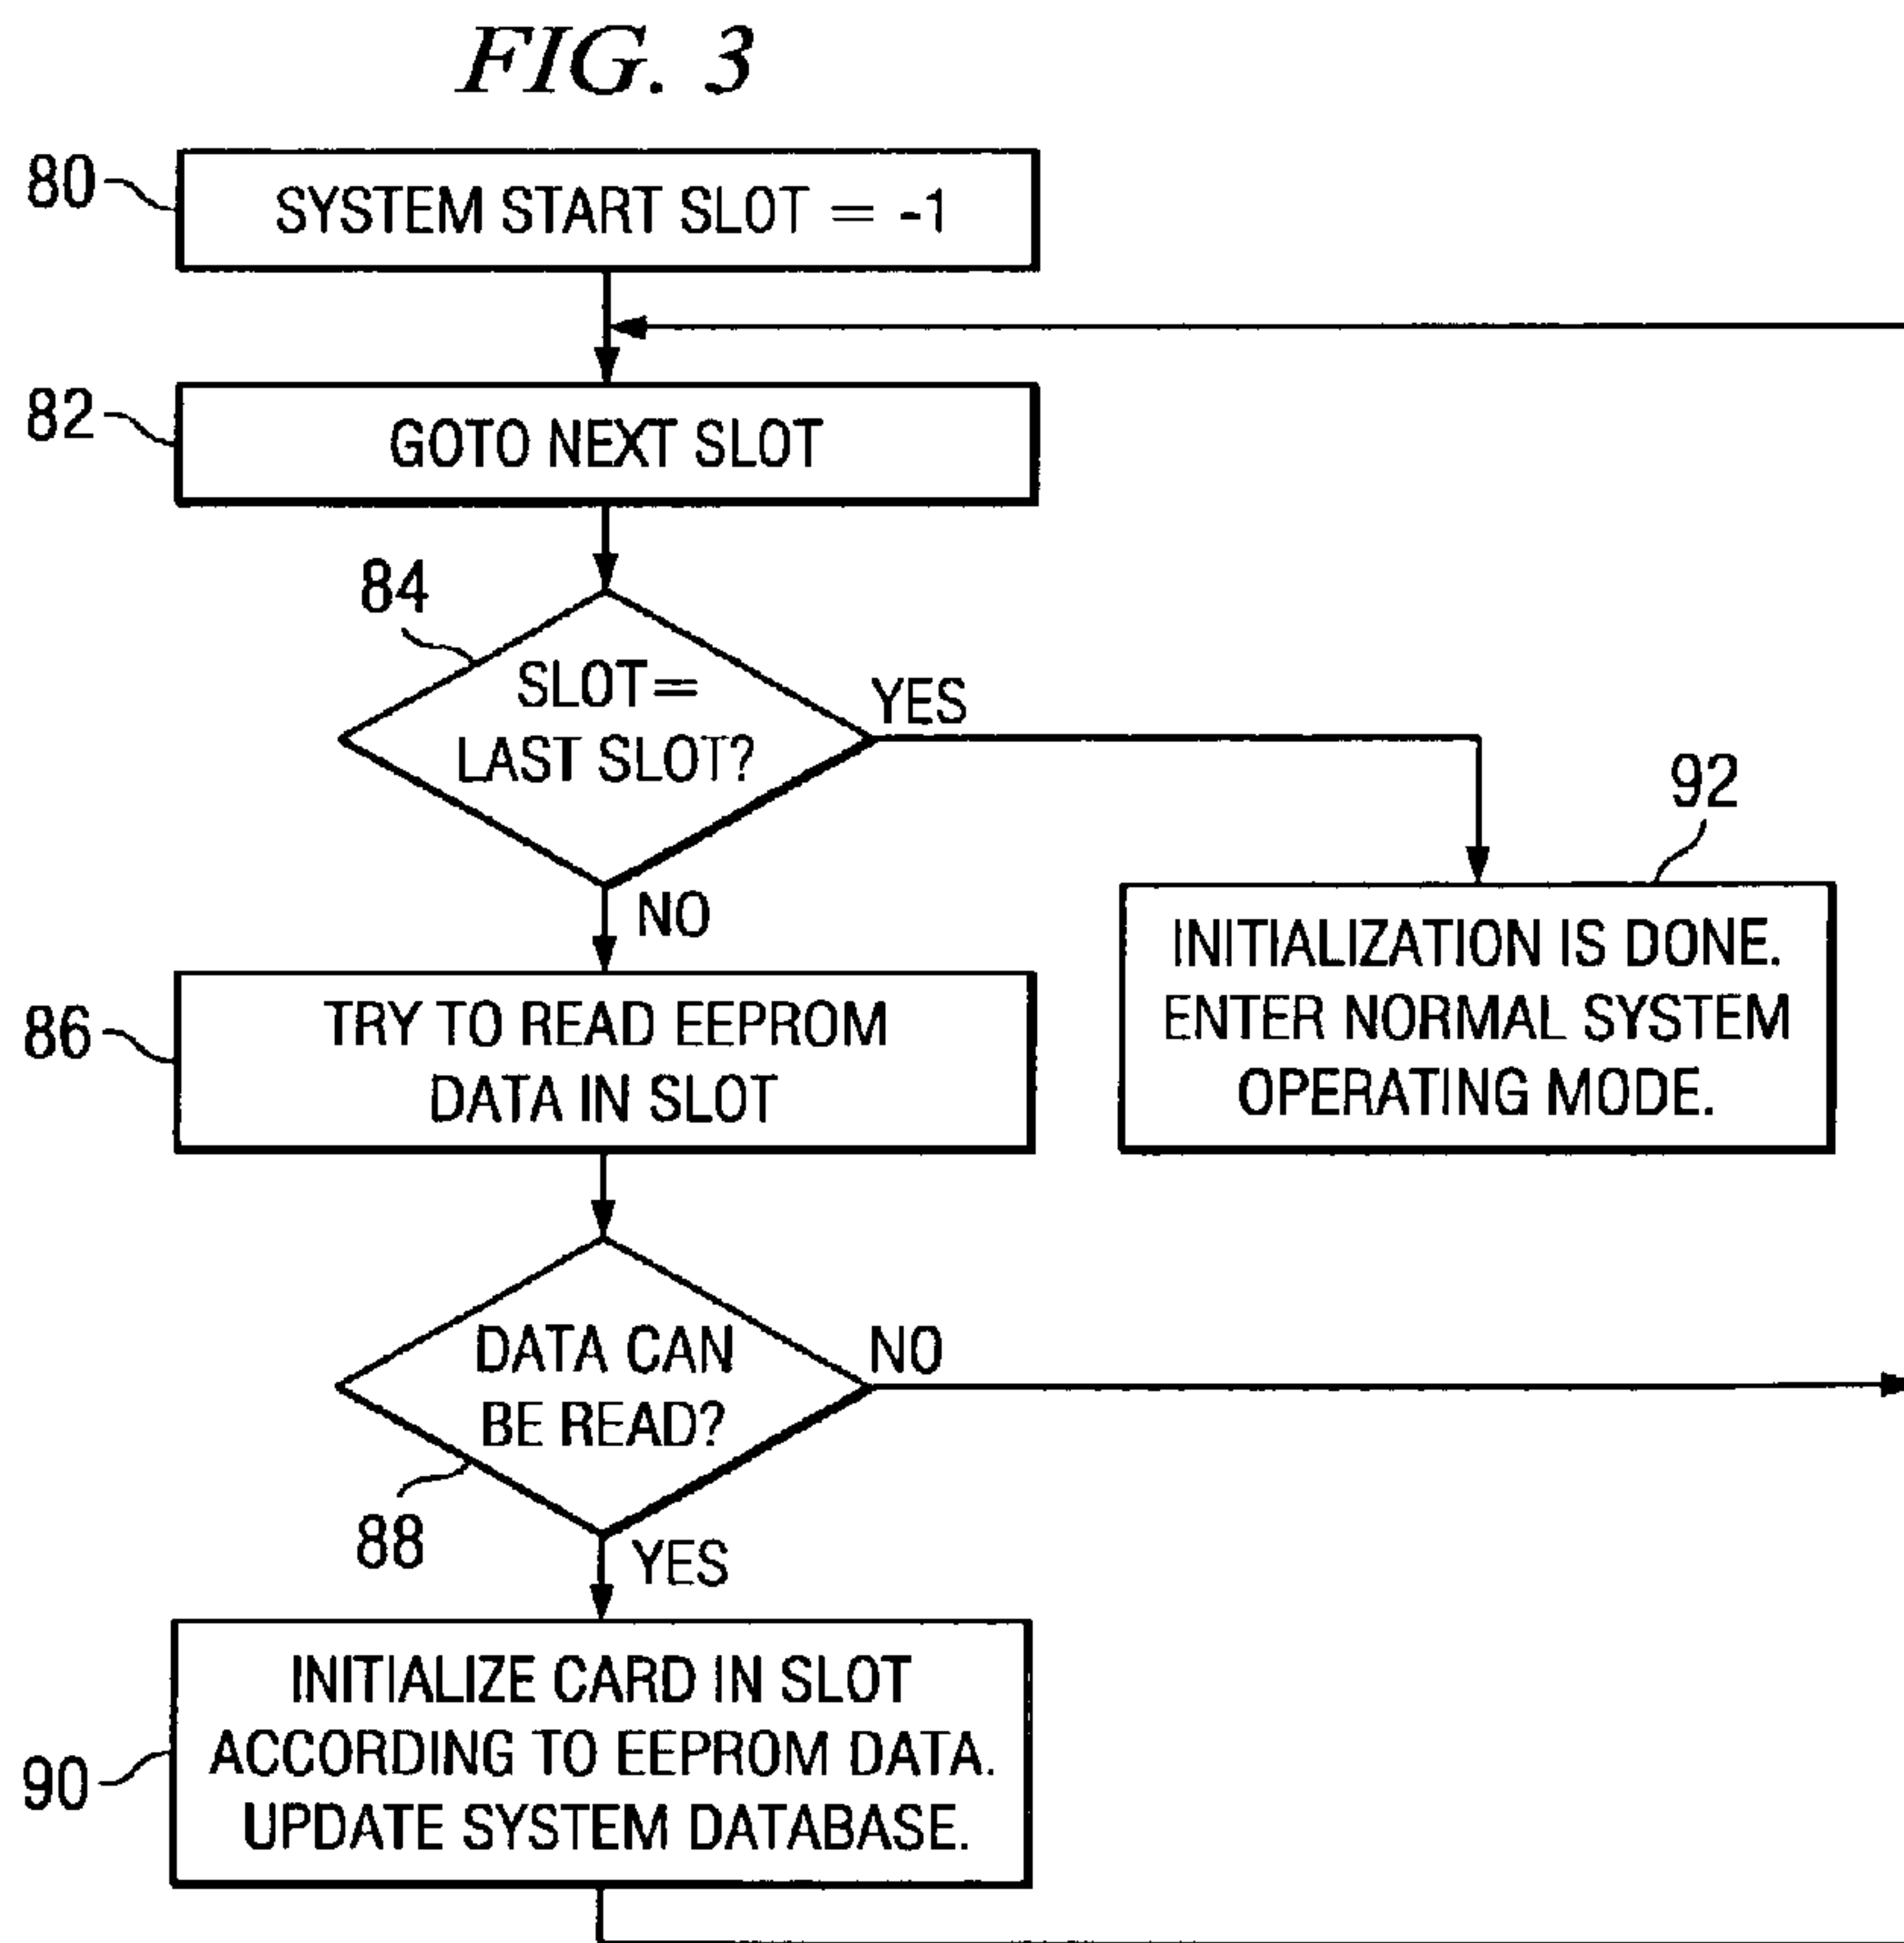 FIG. 3
80
SYSTEM START SLOT = -1
82
GOTO NEXT SLOT
84
SLOT=
LAST SLOT?
YES
92
NO
INITIALIZATION IS DONE.
ENTER NORMAL SYSTEM
OPERATING MODE.
86
TRY TO READ EEPROM
DATA IN SLOT
DATA CAN
BE READ?
NO
88
YES
INITIALIZE CARD IN SLOT
90
ACCORDING TO EEPROM DATA.
UPDATE SYSTEM DATABASE.